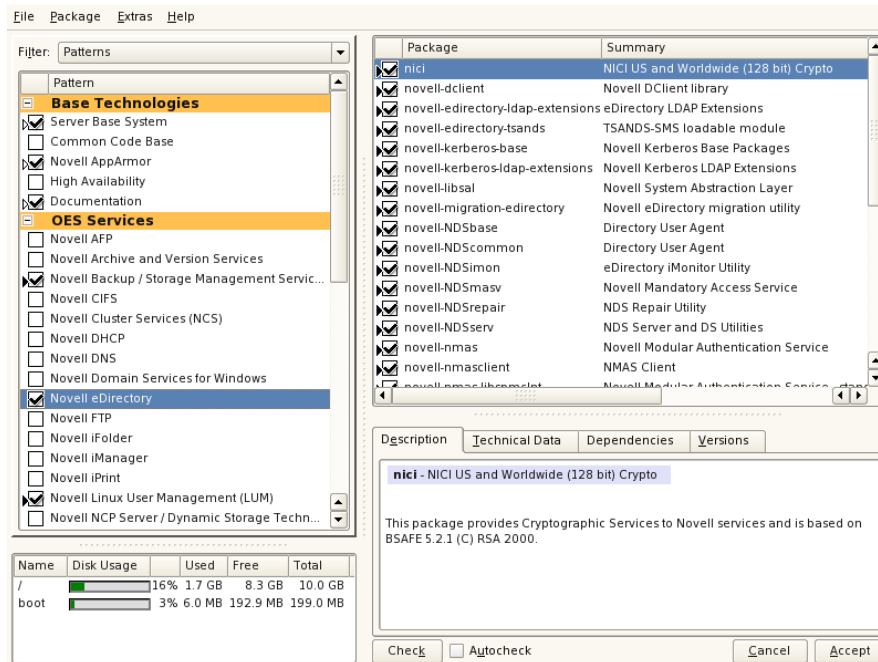 File Package Extras Help
Filter: Patterns
Pattern
Base Technologies
Server Base System
Common Code Base
Novell AppArmor
High Availability
Documentation
OES Services
Novell AFP
Novell Archive and Version Services
Novell Backup / Storage Management Servic...
Novell CIFS
Novell Cluster Services (NCS)
Novell DHCP
Novell DNS
Novell Domain Services for Windows
Novell eDirectory
Novell FTP
Novell iFolder
Novell iManager
Novell iPrint
Novell Linux User Management (LUM)
Novell NCP Server / Dynamic Storage Techn...
Name Disk Usage Used Free Total
/ 16% 1.7 GB 8.3 GB 10.0 GB
boot 3% 6.0 MB 192.9 MB 199.0 MB
Package Summary
nici NICI US and Worldwide (128 bit) Crypto
novell-dclient Novell DClient library
novell-edirectory-ldap-extensions eDirectory LDAP Extensions
novell-edirectory-tsands TSANDS-SMS loadable module
novell-kerberos-base Novell Kerberos Base Packages
novell-kerberos-ldap-extensions Novell Kerberos LDAP Extensions
novell-libsal Novell System Abstraction Layer
novell-migration-edirectory Novell eDirectory migration utility
novell-NDSbase Directory User Agent
novell-NDScommon Directory User Agent
novell-NDSimon eDirectory iMonitor Utility
novell-NDSmasv Novell Mandatory Access Service
novell-NDSrepair NDS Repair Utility
novell-NDSserv NDS Server and DS Utilities
novell-nmas Novell Modular Authentication Service
novell-nmasclient NMAS Client
Novell Modular Authentication Service
Description Technical Data Dependencies Versions
nici - NICI US and Worldwide (128 bit) Crypto
This package provides Cryptographic Services to Novell services and is based on
BSAFE 5.2.1 (C) RSA 2000.
Check Autocheck Cancel Accept